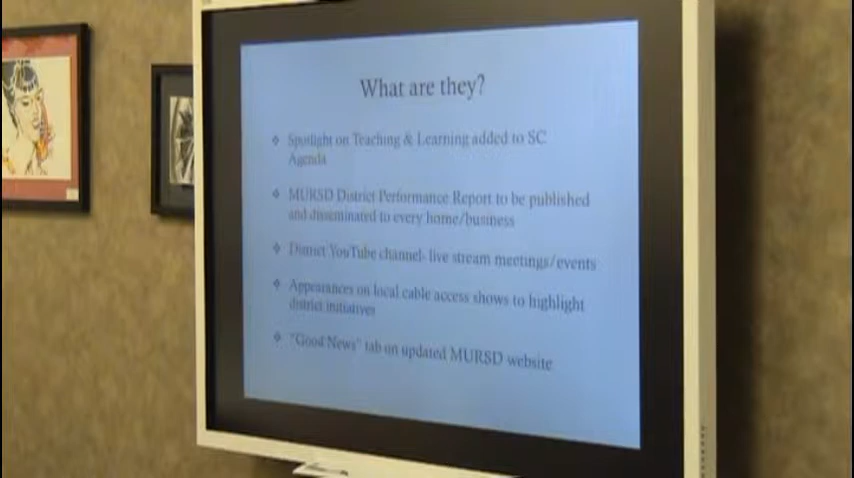 What are they?
❖ Spotlight on Teaching & Learning added to SC
Agenda
❖ MURSD District Performance Report to be published
and disseminated to every home/business
❖ District YouTube channel- live stream meetings/events
❖ Appearances on local cable access shows to highlight
district initiatives
❖ "Good News" tab on updated MURSD website